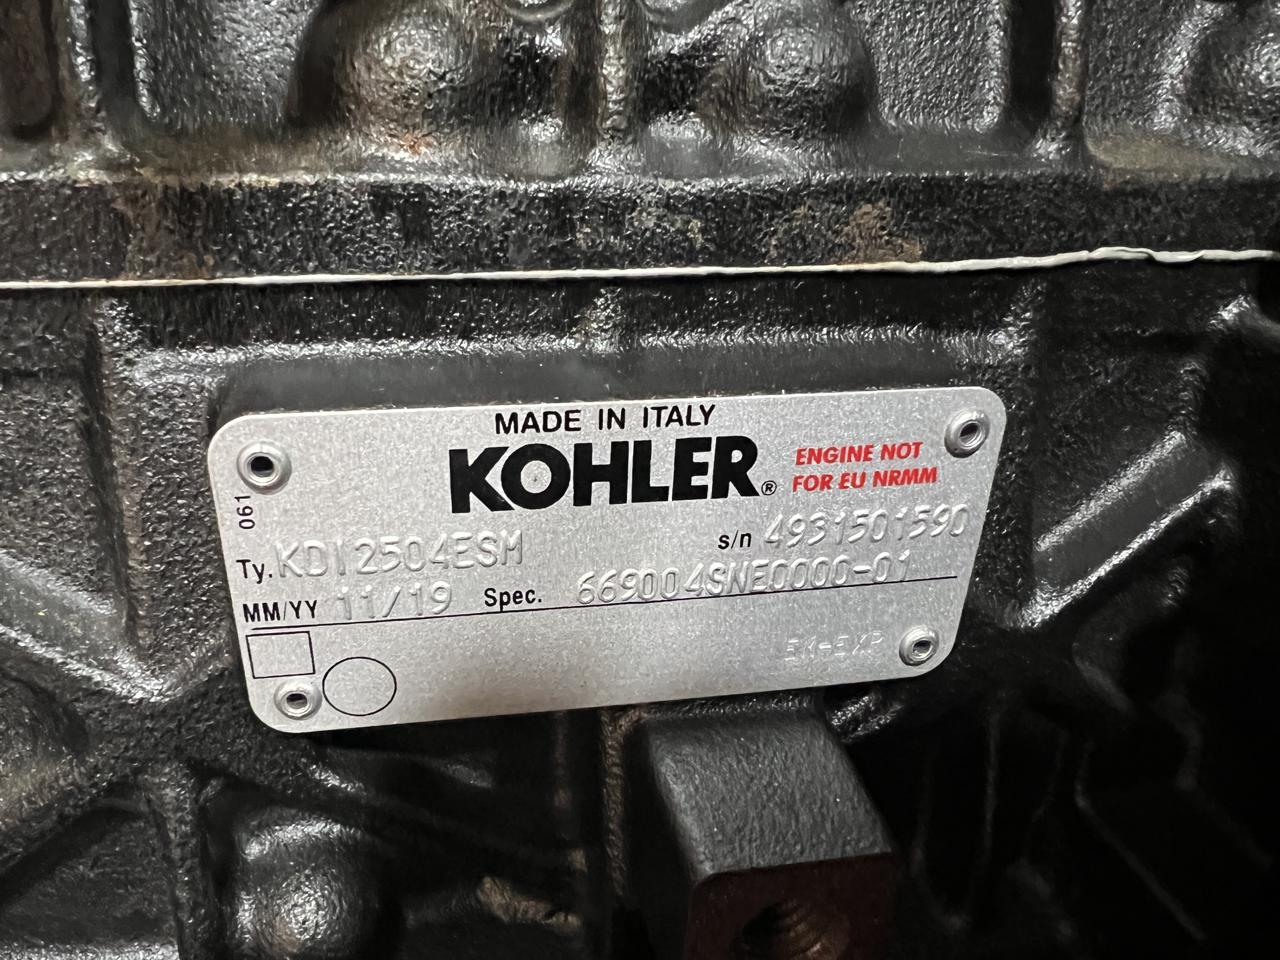 MADE IN ITALY
KOHLER®
ENGINE NOT
FOR EU NRMM
061
Ty. KDI2504ESM s/n 4931501590
MM/YY 11/19 Spec. 669004SNE0000-01